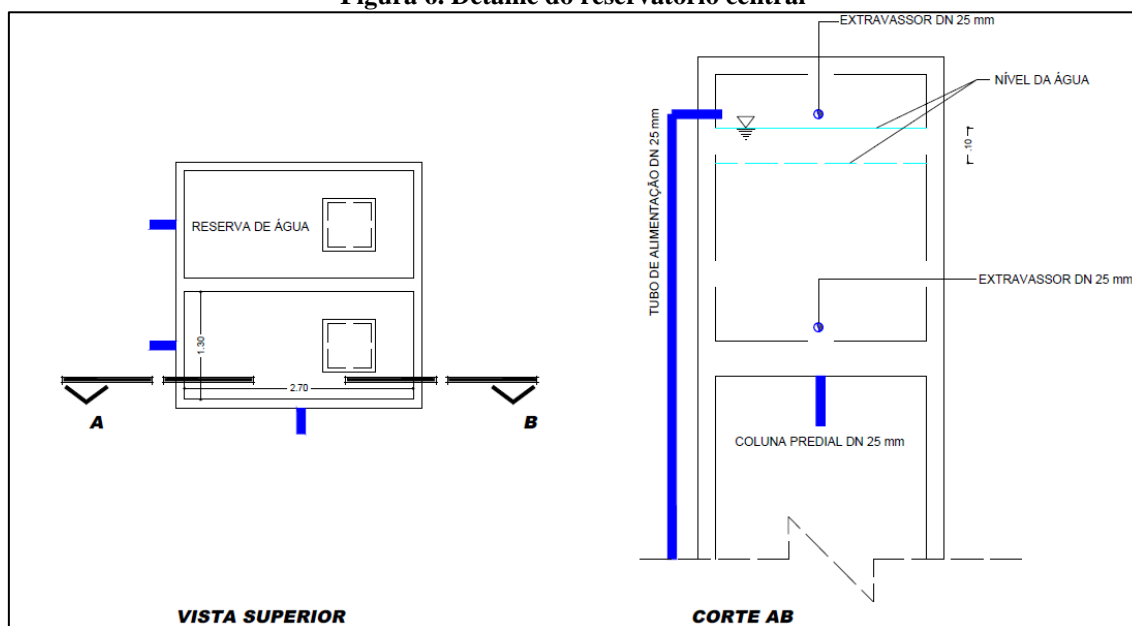 Figura 6. Detalhe do reservatório central
EXTRAVASSOR DN 25 mm
NÍVEL DA ÁGUA
TUBO DE ALIMENTAÇÃO DN 25 mm
.10
RESERVA DE ÁGUA
EXTRAVASSOR DN 25 mm
1.30
2.70
A
B
COLUNA PREDIAL DN 25 mm
VISTA SUPERIOR
CORTE AB